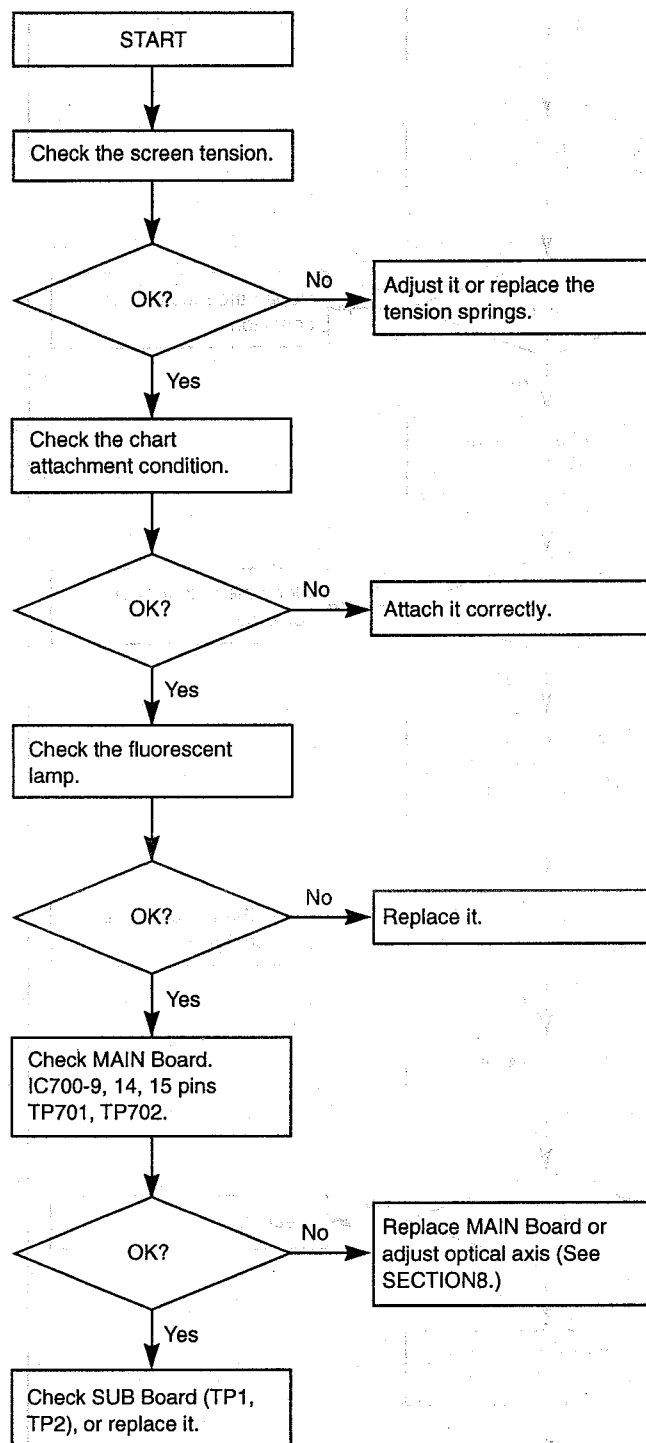 START
Check the screen tension.
OK?
No
Adjust it or replace the
tension springs.
Yes
Check the chart
attachment condition.
OK?
No
Attach it correctly.
Yes
Check the fluorescent
lamp.
OK?
No
Replace it.
Yes
Check MAIN Board.
IC700-9, 14, 15 pins
TP701, TP702.
OK?
No
Replace MAIN Board or
adjust optical axis (See
SECTION8.)
Yes
Check SUB Board (TP1,
TP2), or replace it.